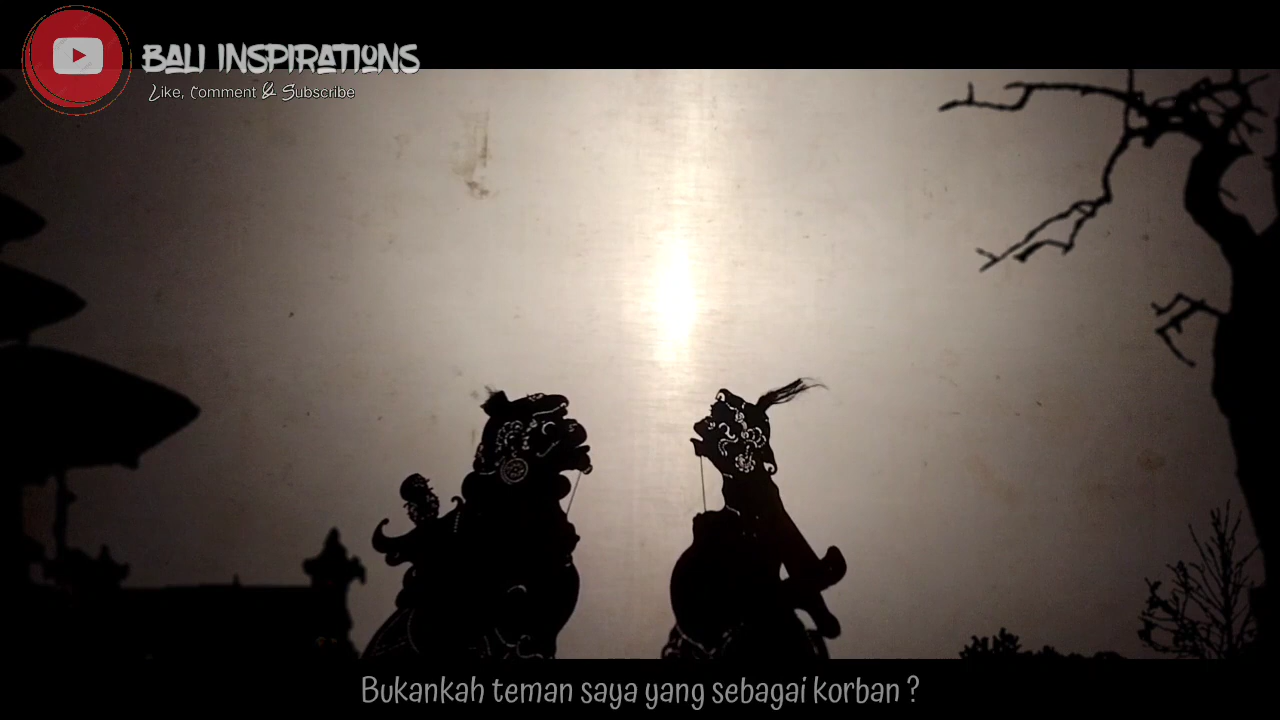 BALI INSPIRATIONS
Like, Comment & Subscribe
Bukankah teman saya yang sebagai korban ?